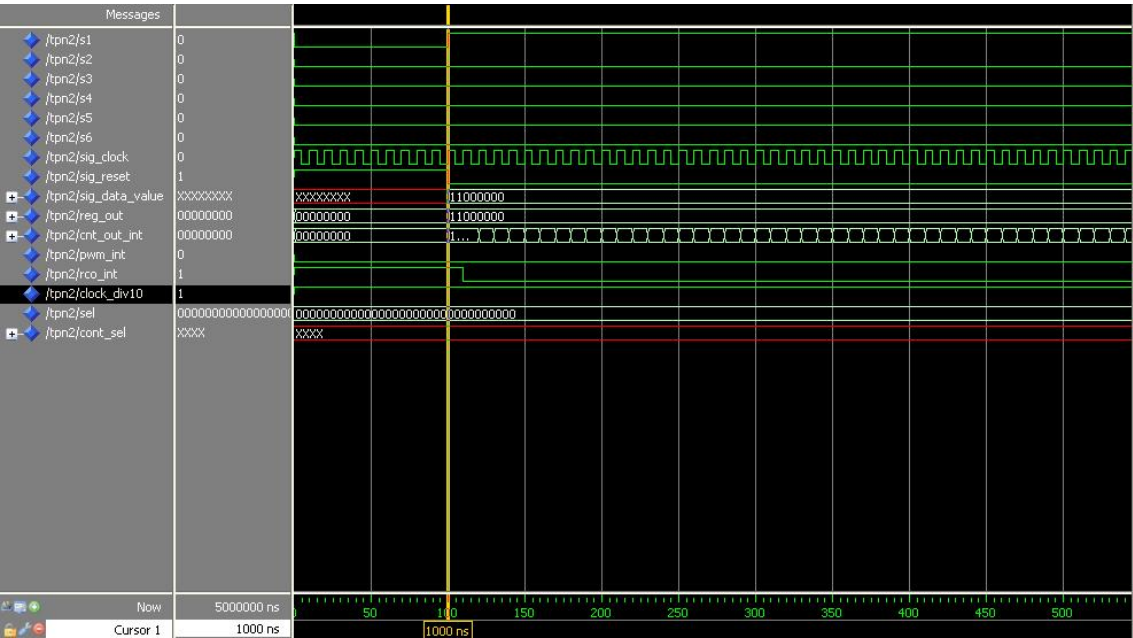 Messages
/tpn2/s1 0
/tpn2/s2 0
/tpn2/s3 0
/tpn2/s4 0
/tpn2/s5 0
/tpn2/s6 0
/tpn2/sig_clock 0
/tpn2/sig_reset 1
/tpn2/sig_data_value XXXXXXXX XXXXXXXX 11000000
/tpn2/reg_out 00000000 00000000 11000000
/tpn2/cnt_out_int 00000000 00000000 1...
/tpn2/pwm_int 0
/tpn2/rco_int 1
/tpn2/clock_div10 1
/tpn2/sel
/tpn2/cont_sel XXXX XXXX
Now 5000000 ns 50 100 150 200 250 300 350 400 450 500
Cursor 1 1000 ns 1000 ns